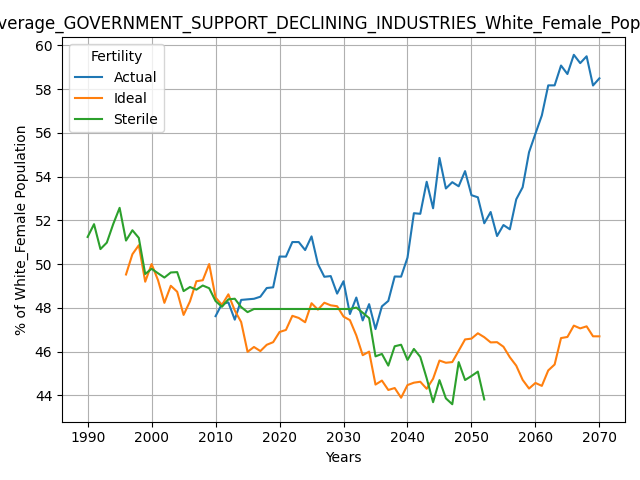 verage_GOVERNMENT_SUPPORT_DECLINING_INDUSTRIES_White_Female_Pop
Fertility
Actual
Ideal
Sterile
60
58
56
54
52
50
48
46
44
% of White_Female Population
1990 2000 2010 2020 2030 2040 2050 2060 2070
Years